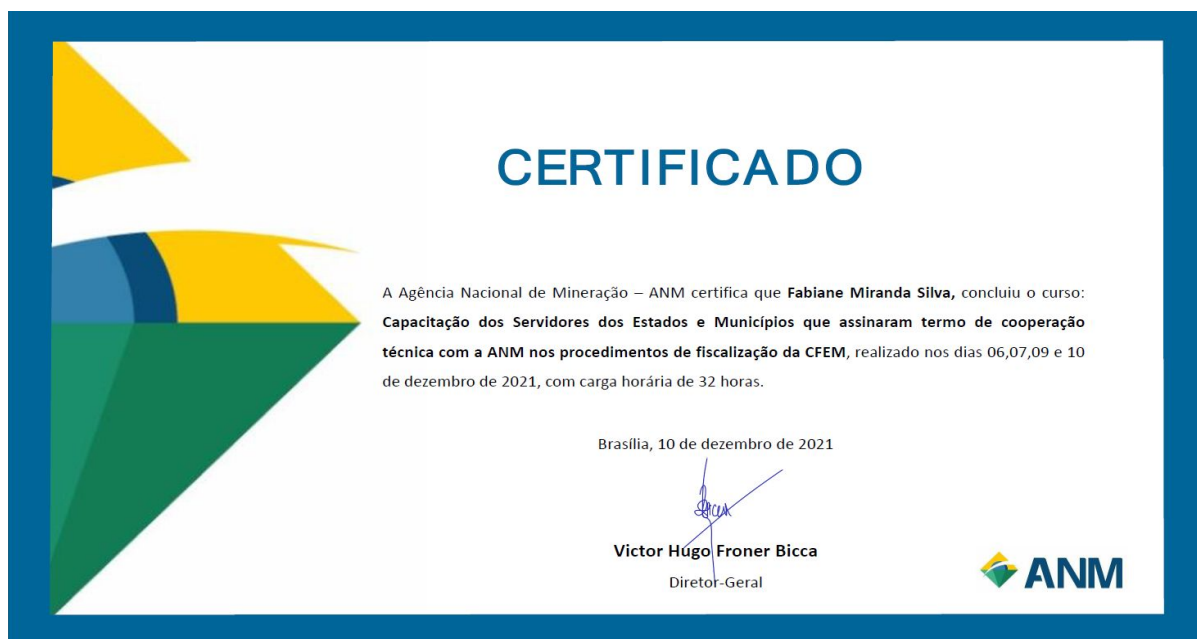 CERTIFICADO
A Agência Nacional de Mineração – ANM certifica que Fabiane Miranda Silva, concluiu o curso:
Capacitação dos Servidores dos Estados e Municípios que assinaram termo de cooperação
técnica com a ANM nos procedimentos de fiscalização da CFEM, realizado nos dias 06,07,09 e 10
de dezembro de 2021, com carga horária de 32 horas.
Brasília, 10 de dezembro de 2021
Victor Hugo Froner Bicca
Diretor-Geral
ANM